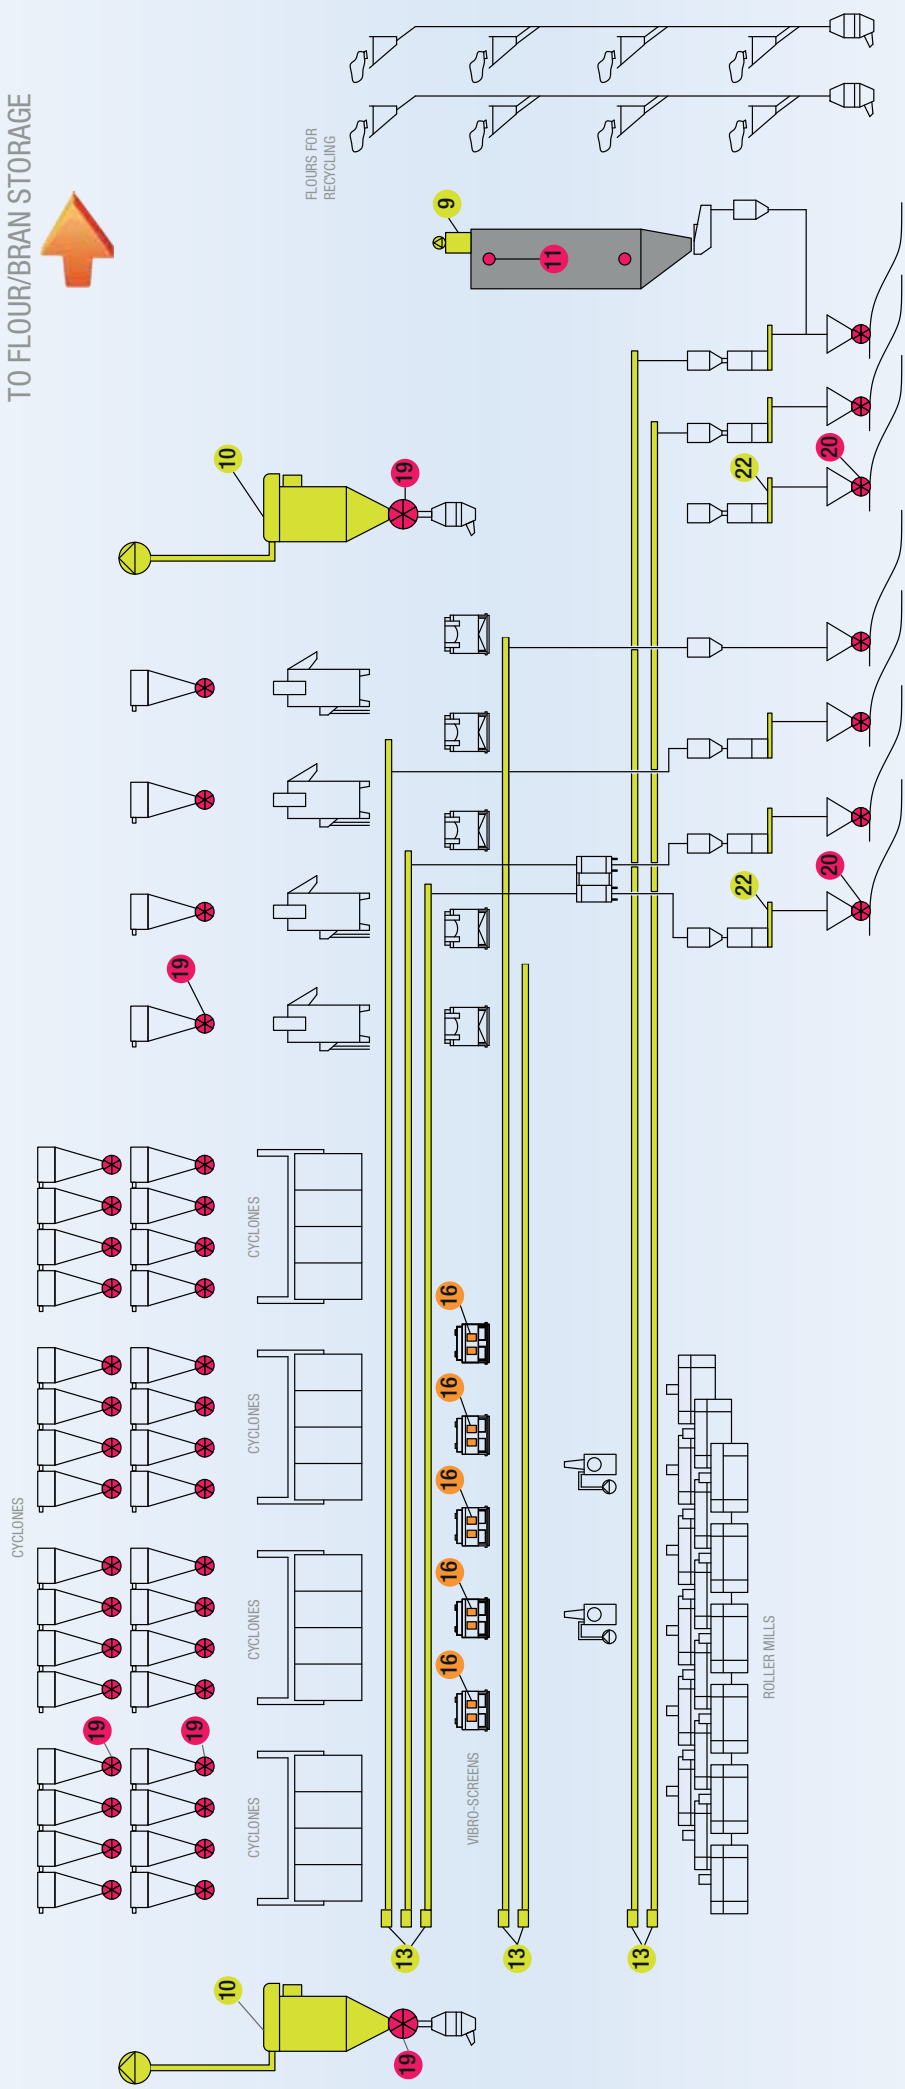 CYCLONES
TO FLOUR/BRAN STORAGE
19
19
19
10
10
CYCLONES
CYCLONES
CYCLONES
CYCLONES
FLOURS FOR
RECYCLING
19
13
19
16
16
16
16
16
9
VIBRO-SCREENS
13
11
13
22
22
ROLLER MILLS
20
20